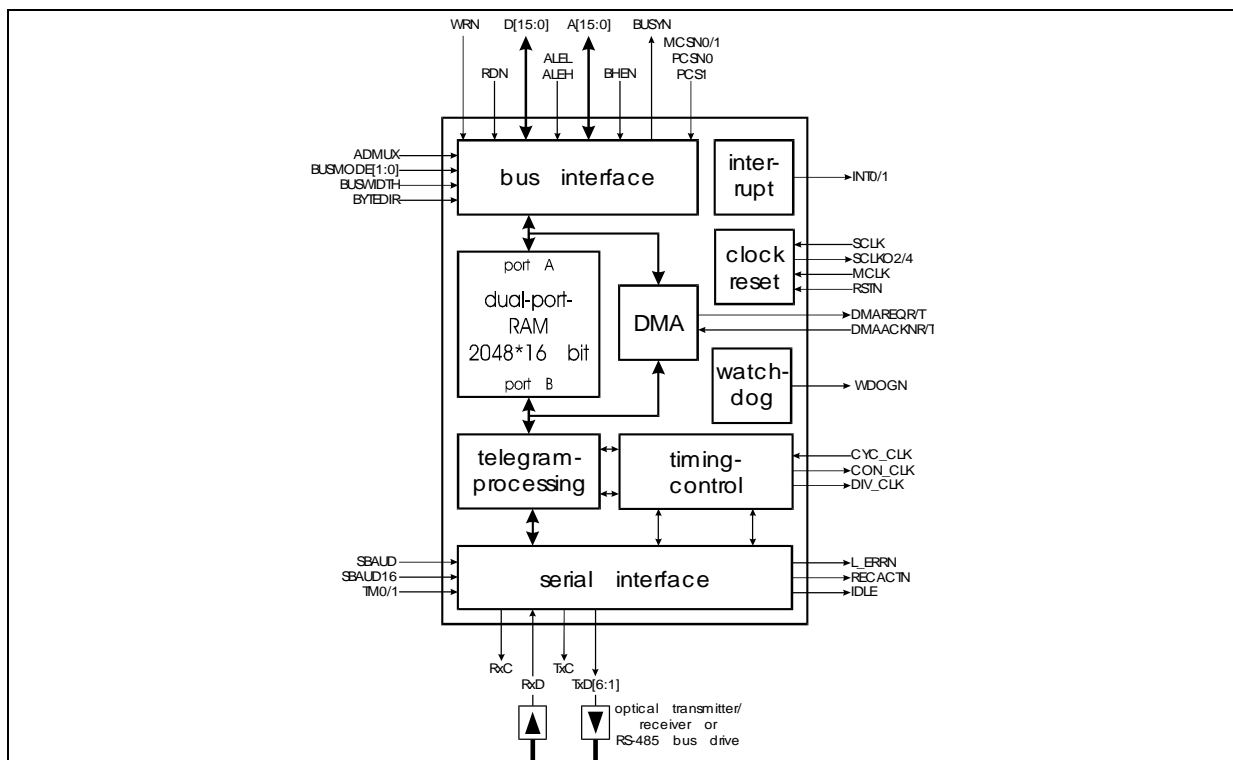 WRN
D[15:0]
A[15:0]
BUSYN
MCSN0/1
PCSN0
PCS1
RDN
ALEL
ALEH
BHEN
ADMUX
BUSMODE[1:0]
BUSWIDTH
BYTEDIR
bus interface
inter-
rupt
INT0/1
port A
dual-port-
RAM
2048*16 bit
port B
clock
reset
SCLK
SCLKO2/4
MCLK
RSTN
DMA
DMAREQR/T
DMAACKNR/T
watch-
dog
WDOGN
telegram-
processing
timing-
control
CYC_CLK
CON_CLK
DIV_CLK
SBAUD
SBAUD16
TM0/1
serial interface
L_ERRN
RECACTN
IDLE
RxC
RxD
TxC
TxD[6:1]
optical transmitter/
receiver or
RS-485 bus drive